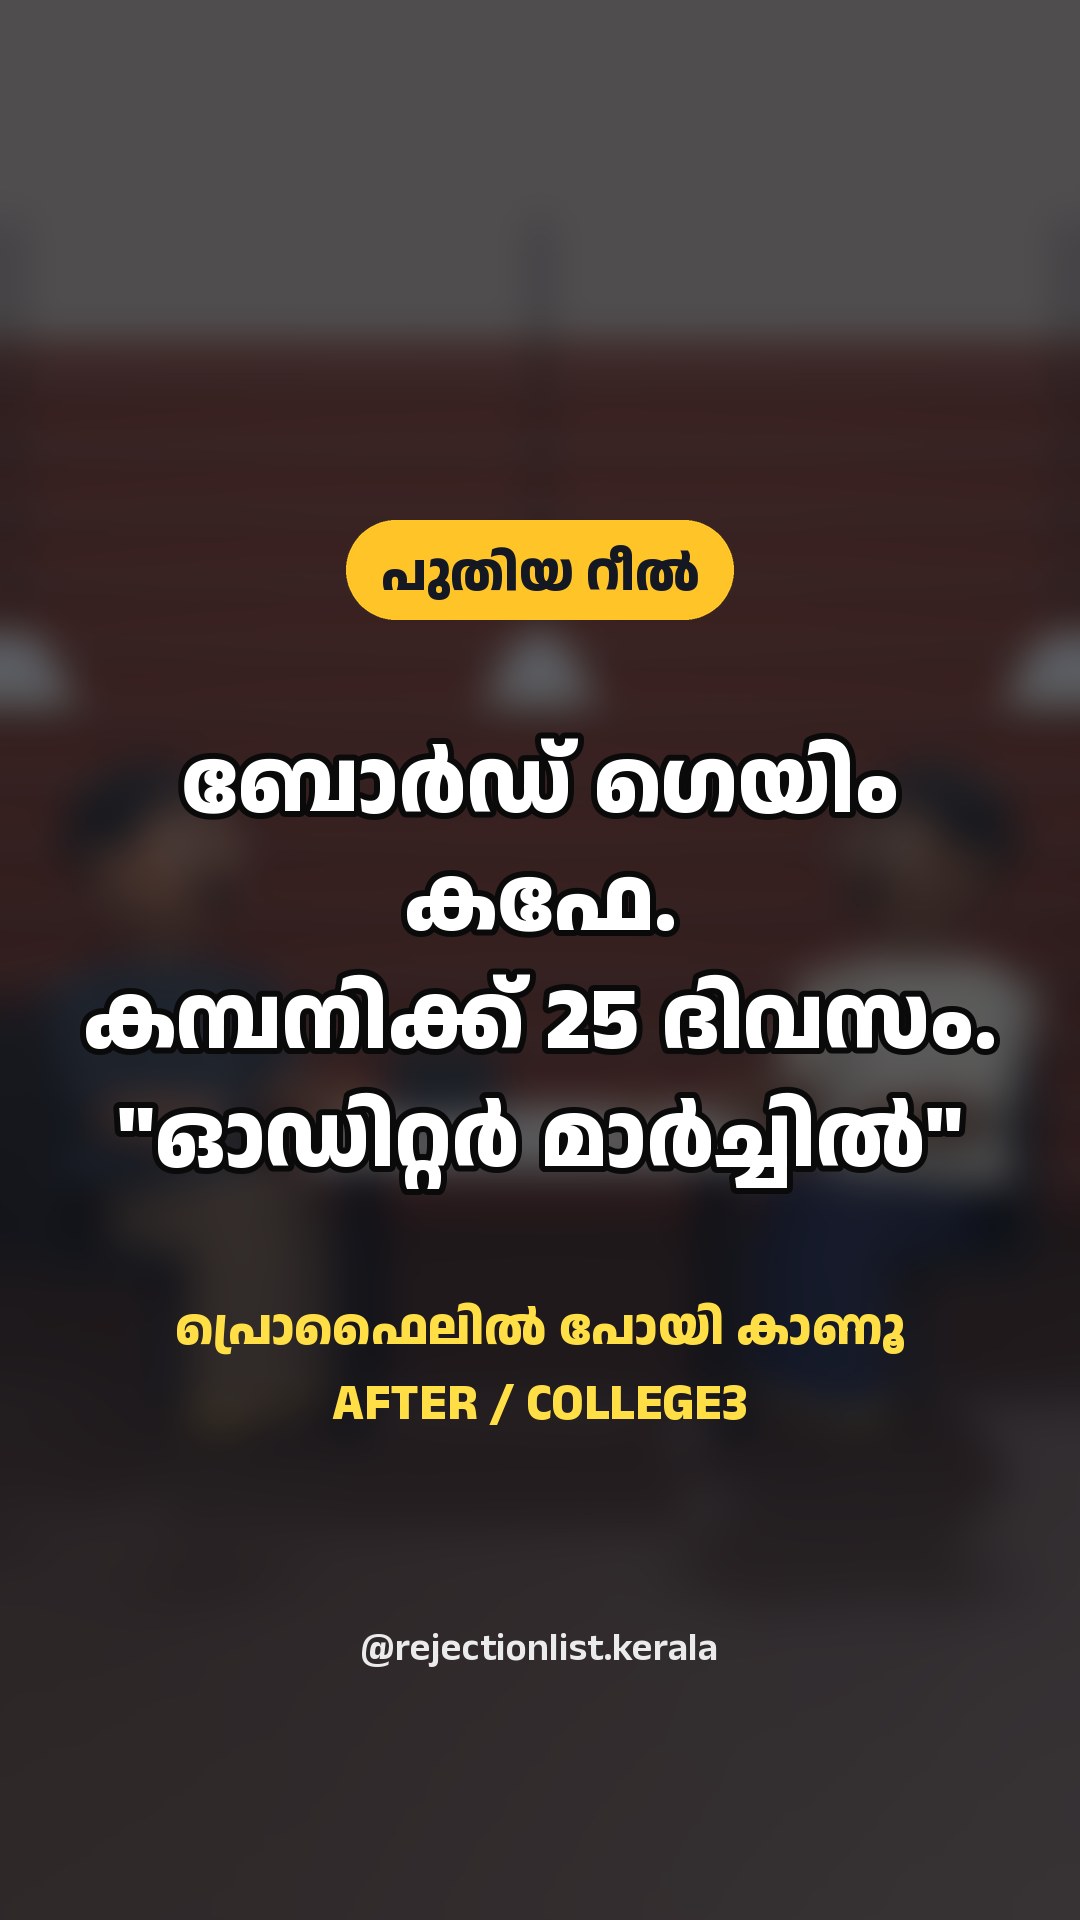 പുതിയ റീൽ
ബോർഡ് ഗെയിം
കഫേ.
കമ്പനിക്ക് 25 ദിവസം.
"ഓഡിറ്റർ മാർച്ചിൽ"
പ്രൊഫൈലിൽ പോയി കാണൂ
AFTER / COLLEGE3
@rejectionlist.kerala